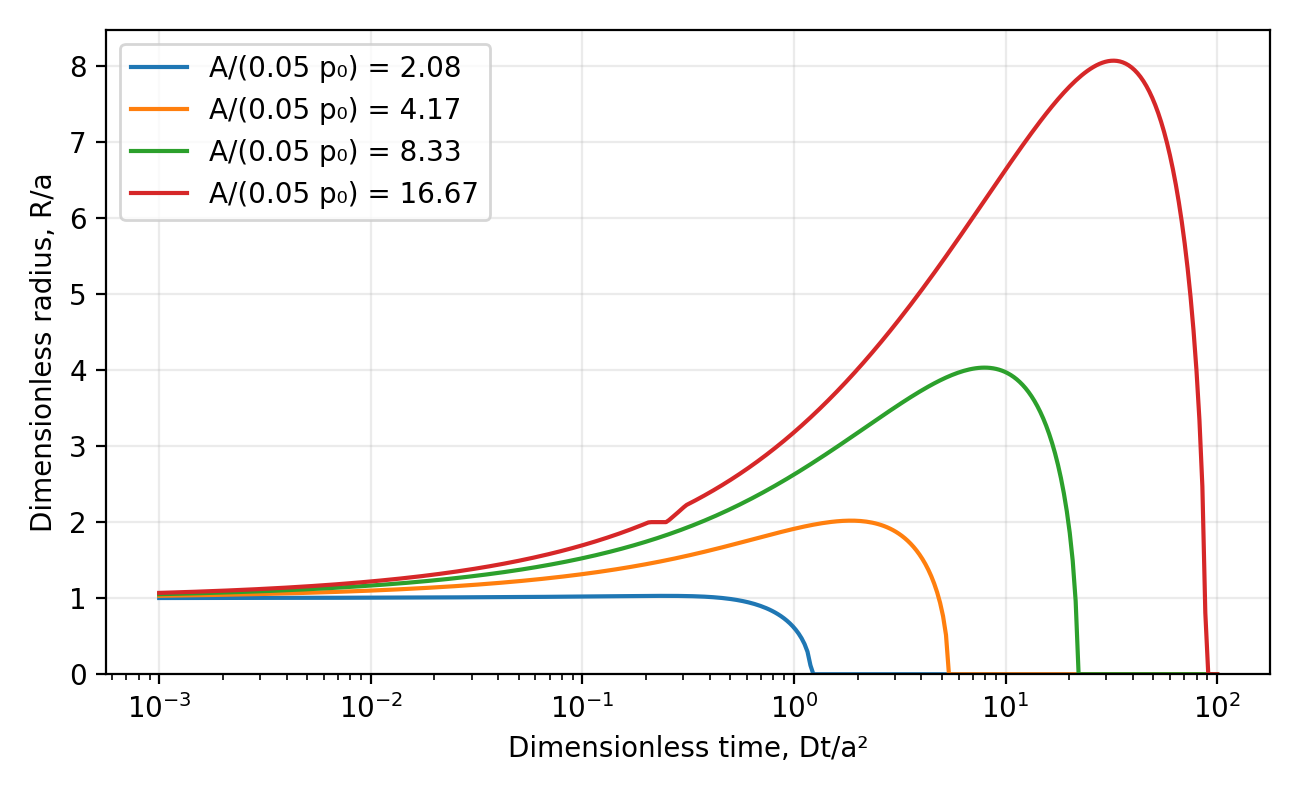 A/(0.05 p₀) = 2.08
A/(0.05 p₀) = 4.17
A/(0.05 p₀) = 8.33
A/(0.05 p₀) = 16.67
Dimensionless radius, R/a
8
7
6
5
4
3
2
1
0
10⁻³ 10⁻² 10⁻¹ 10⁰ 10¹ 10²
Dimensionless time, Dt/a²